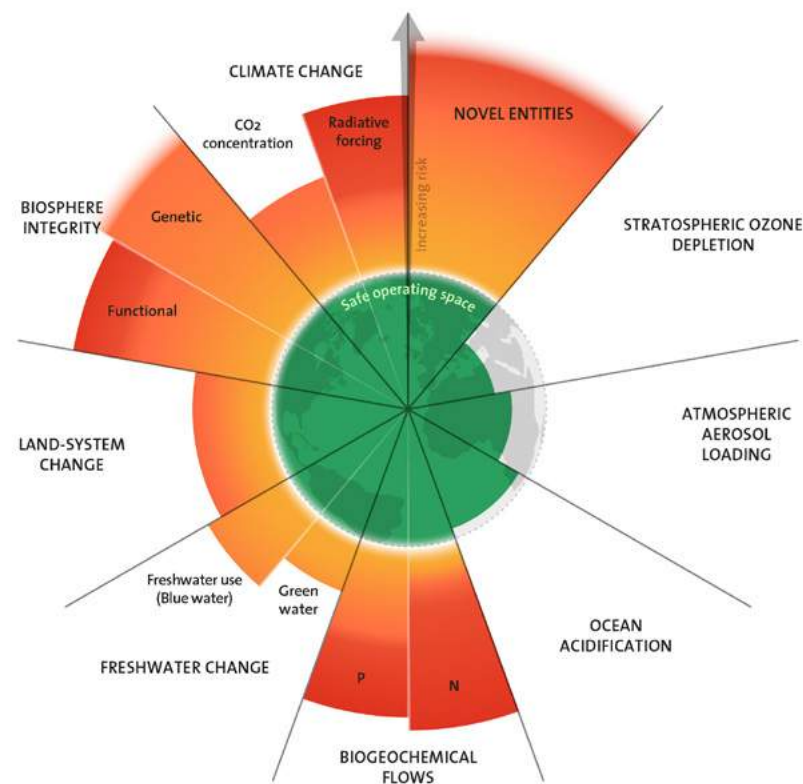 CLIMATE CHANGE
CO2
concentration
Radiative
forcing
Increasing risk
NOVEL ENTITIES
STRATOSPHERIC OZONE
DEPLETION
ATMOSPHERIC
AEROSOL
LOADING
OCEAN
ACIDIFICATION
BIOGEOCHEMICAL
FLOWS
P
N
FRESHWATER CHANGE
Freshwater use
(Blue water)
Green
water
LAND-SYSTEM
CHANGE
BIOSPHERE
INTEGRITY
Genetic
Functional
Safe operating space